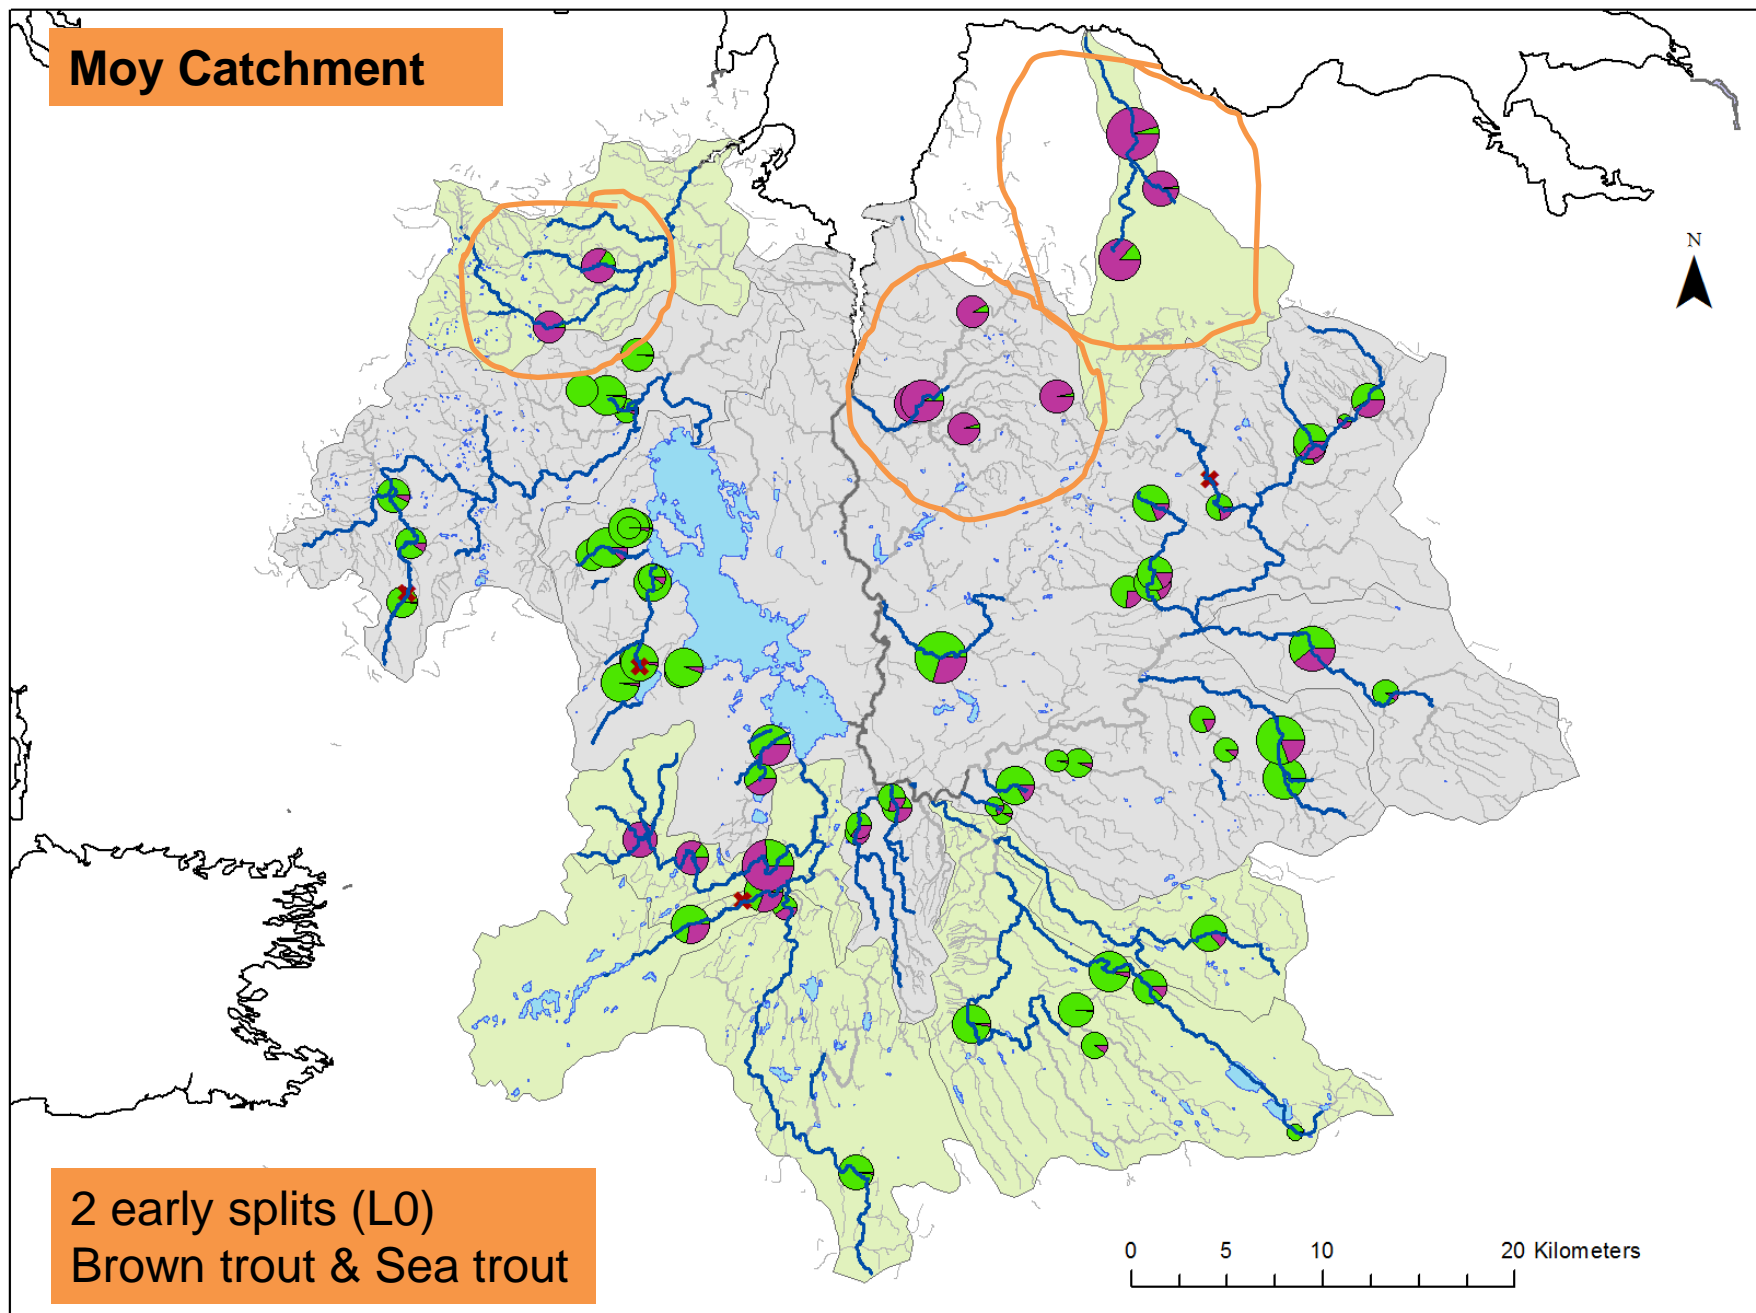 Moy Catchment
N
2 early splits (L0)
Brown trout & Sea trout
0 5 10 20 Kilometers